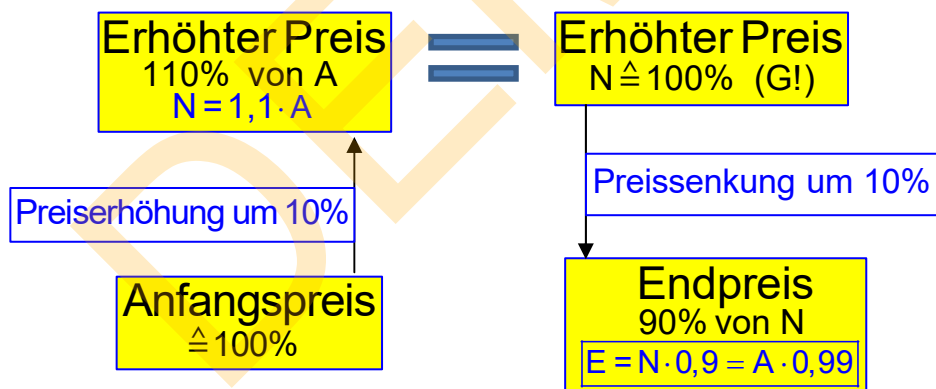 Erhöhter Preis
110% von A
N = 1,1 · A
Erhöhter Preis
N ≙ 100% (G!)
Preiserhöhung um 10%
Preissenkung um 10%
Anfangspreis
≙ 100%
Endpreis
90% von N
E = N · 0,9 = A · 0,99